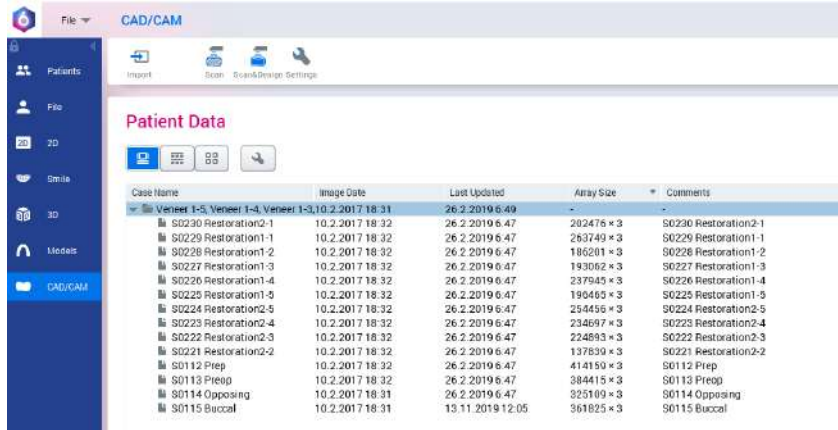 File CAD/CAM
Patients
File
2D 2D
Smile
3D
Models
CAD/CAM
Import Scan Scan&Design Settings
Patient Data
Case Name Image Date Last Updated Array Size Comments
Veneer 1-5, Veneer 1-4, Veneer 1-3, 10.2.2017 18:31 26.2.2019 6:49 - -
S0230 Restoration2-1 10.2.2017 18:32 26.2.2019 6:47 202476 × 3 S0230 Restoration2-1
S0229 Restoration1-1 10.2.2017 18:32 26.2.2019 6:47 263749 × 3 S0229 Restoration1-1
S0228 Restoration1-2 10.2.2017 18:32 26.2.2019 6:47 186201 × 3 S0228 Restoration1-2
S0227 Restoration1-3 10.2.2017 18:32 26.2.2019 6:47 193062 × 3 S0227 Restoration1-3
S0226 Restoration1-4 10.2.2017 18:32 26.2.2019 6:47 237945 × 3 S0226 Restoration1-4
S0225 Restoration1-5 10.2.2017 18:32 26.2.2019 6:47 196465 × 3 S0225 Restoration1-5
S0224 Restoration2-5 10.2.2017 18:32 26.2.2019 6:47 254456 × 3 S0224 Restoration2-5
S0223 Restoration2-4 10.2.2017 18:32 26.2.2019 6:47 234697 × 3 S0223 Restoration2-4
S0222 Restoration2-3 10.2.2017 18:32 26.2.2019 6:47 224893 × 3 S0222 Restoration2-3
S0221 Restoration2-2 10.2.2017 18:32 26.2.2019 6:47 137839 × 3 S0221 Restoration2-2
S0112 Prep 10.2.2017 18:32 26.2.2019 6:47 414159 × 3 S0112 Prep
S0113 Preop 10.2.2017 18:32 26.2.2019 6:47 384415 × 3 S0113 Preop
S0114 Opposing 10.2.2017 18:31 26.2.2019 6:47 325109 × 3 S0114 Opposing
S0115 Buccal 10.2.2017 18:31 13.11.2019 12:05 361825 × 3 S0115 Buccal